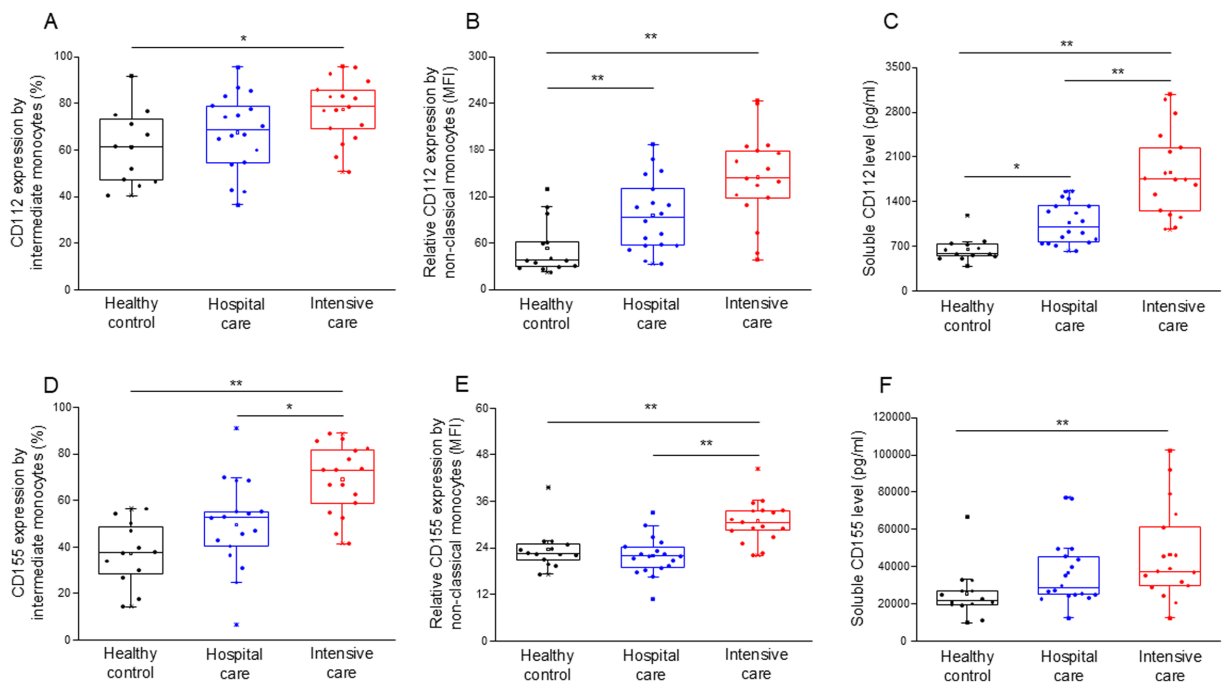 A
CD112 expression by
intermediate monocytes (%)
100
80
60
40
20
0
*
Healthy
control
Hospital
care
Intensive
care
B
Relative CD112 expression by
non-classical monocytes (MFI)
300
240
180
120
60
0
**
**
Healthy
control
Hospital
care
Intensive
care
C
Soluble CD112 level (pg/ml)
3500
2800
2100
1400
700
0
**
**
*
Healthy
control
Hospital
care
Intensive
care
D
CD155 expression by
intermediate monocytes (%)
100
80
60
40
20
0
**
*
Healthy
control
Hospital
care
Intensive
care
E
Relative CD155 expression by
non-classical monocytes (MFI)
60
48
36
24
12
0
**
**
Healthy
control
Hospital
care
Intensive
care
F
Soluble CD155 level (pg/ml)
120000
100000
80000
60000
40000
20000
0
**
Healthy
control
Hospital
care
Intensive
care